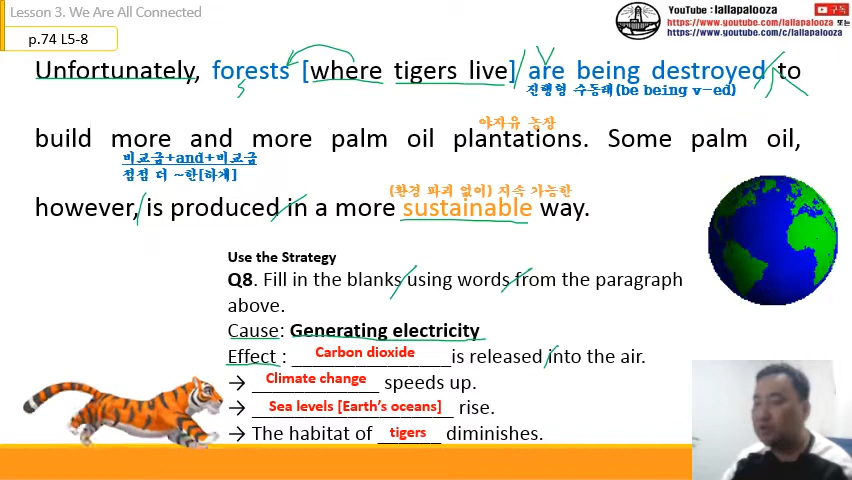 Lesson 3. We Are All Connected
p.74 L5-8
YouTube : lallapalooza 구독
https://www.youtube.com/lallapalooza 또는
https://www.youtube.com/c/lallapalooza
Unfortunately, forests [where tigers live] are being destroyed to
진행형 수동태(be being v-ed)
야자유 농장
build more and more palm oil plantations. Some palm oil,
비교급+and+비교급
점점 더 ~한[하게]
(환경 파괴 없이) 지속 가능한
however, is produced in a more sustainable way.
Use the Strategy
Q8. Fill in the blanks using words from the paragraph
above.
Cause: Generating electricity
Effect : Carbon dioxide is released into the air.
→ Climate change speeds up.
→ Sea levels [Earth's oceans] rise.
→ The habitat of tigers diminishes.